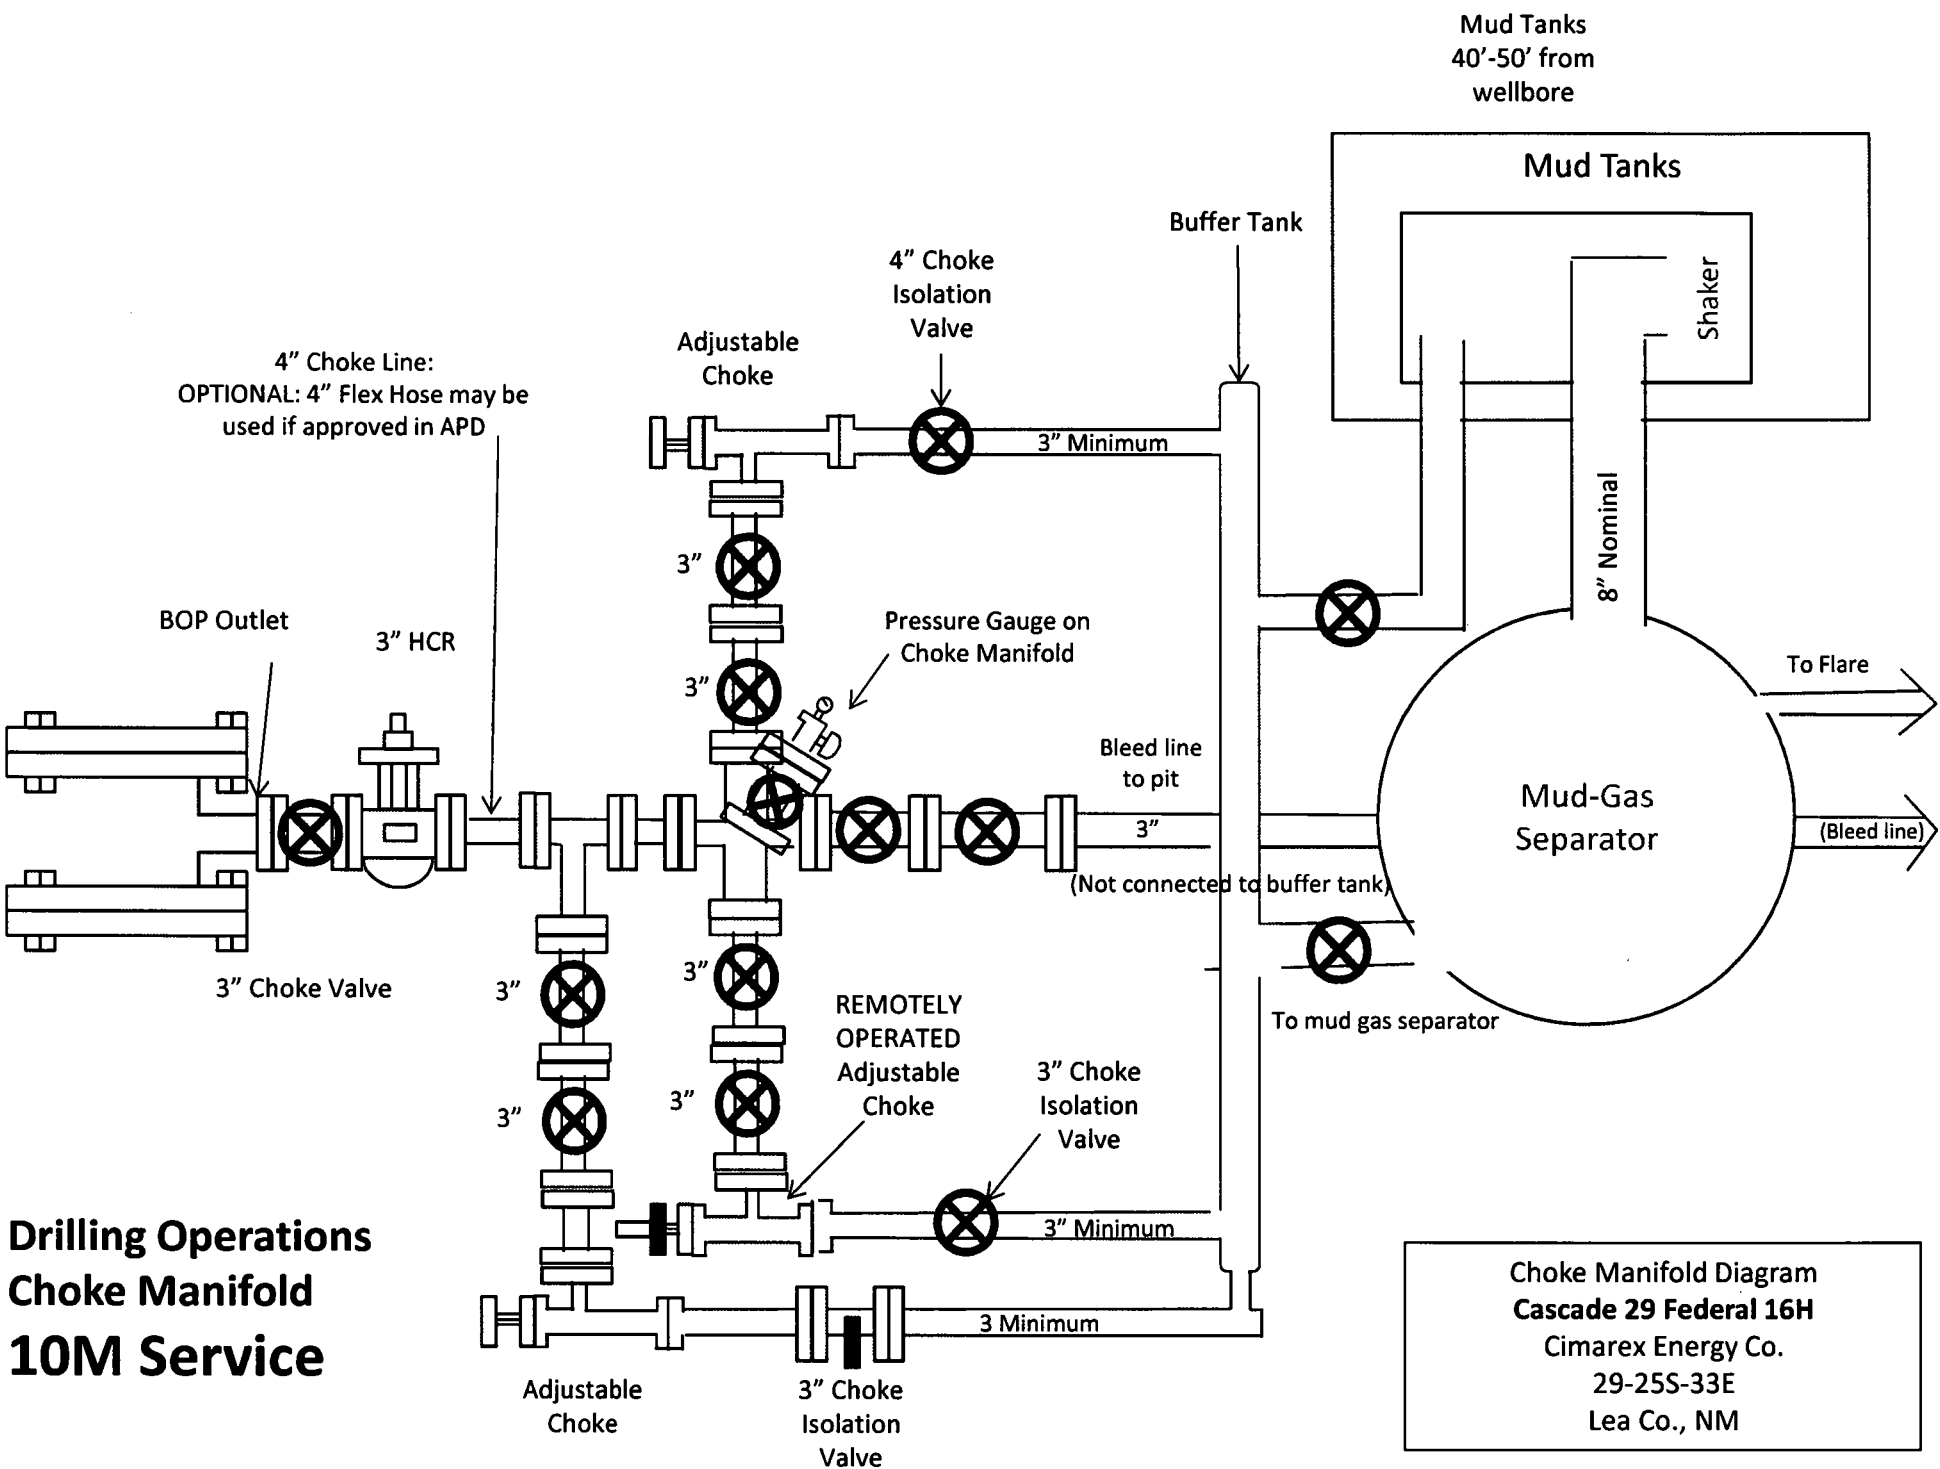 Mud Tanks
40’-50’ from
wellbore
Mud Tanks
Shaker
Buffer Tank
4” Choke
Isolation
Valve
Adjustable
Choke
4” Choke Line:
OPTIONAL: 4” Flex Hose may be
used if approved in APD
3” Minimum
8” Nominal
3”
BOP Outlet
3” HCR
Pressure Gauge on
Choke Manifold
3”
To Flare
Bleed line
to pit
3”
Mud-Gas
Separator
(Bleed line)
(Not connected to buffer tank)
3” Choke Valve
3”
3”
REMOTELY
OPERATED
Adjustable
Choke
To mud gas separator
3” Choke
Isolation
Valve
3”
3”
3” Minimum
Drilling Operations
Choke Manifold
10M Service
3 Minimum
Adjustable
Choke
3” Choke
Isolation
Valve
Choke Manifold Diagram
Cascade 29 Federal 16H
Cimarex Energy Co.
29-25S-33E
Lea Co., NM